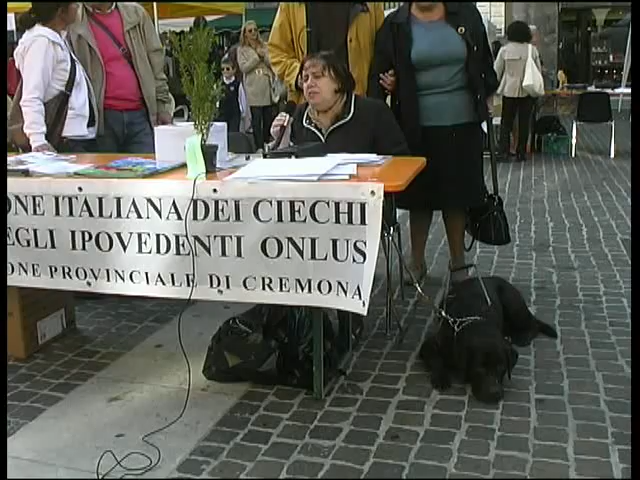 ONE ITALIANA DEI CIECHI
EGLI IPOVEDENTI ONLUS
ONE PROVINCIALE DI CREMONA